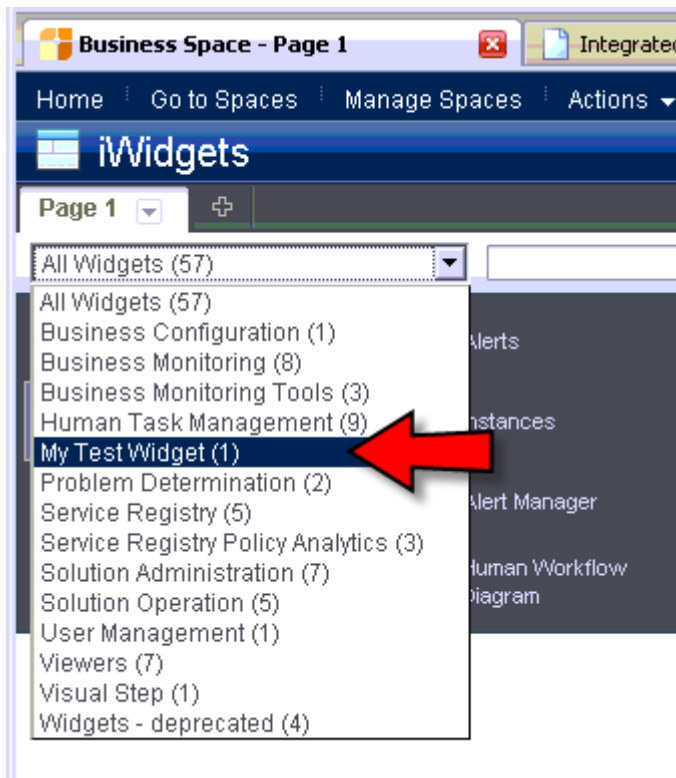 Business Space - Page 1
Integrated
Home Go to Spaces Manage Spaces Actions
iWidgets
Page 1
All Widgets (57)
All Widgets (57)
Business Configuration (1)
Business Monitoring (8)
Business Monitoring Tools (3)
Human Task Management (9)
My Test Widget (1)
Problem Determination (2)
Service Registry (5)
Service Registry Policy Analytics (3)
Solution Administration (7)
Solution Operation (5)
User Management (1)
Viewers (7)
Visual Step (1)
Widgets - deprecated (4)
Alerts
nstances
Alert Manager
Human Workflow
Diagram